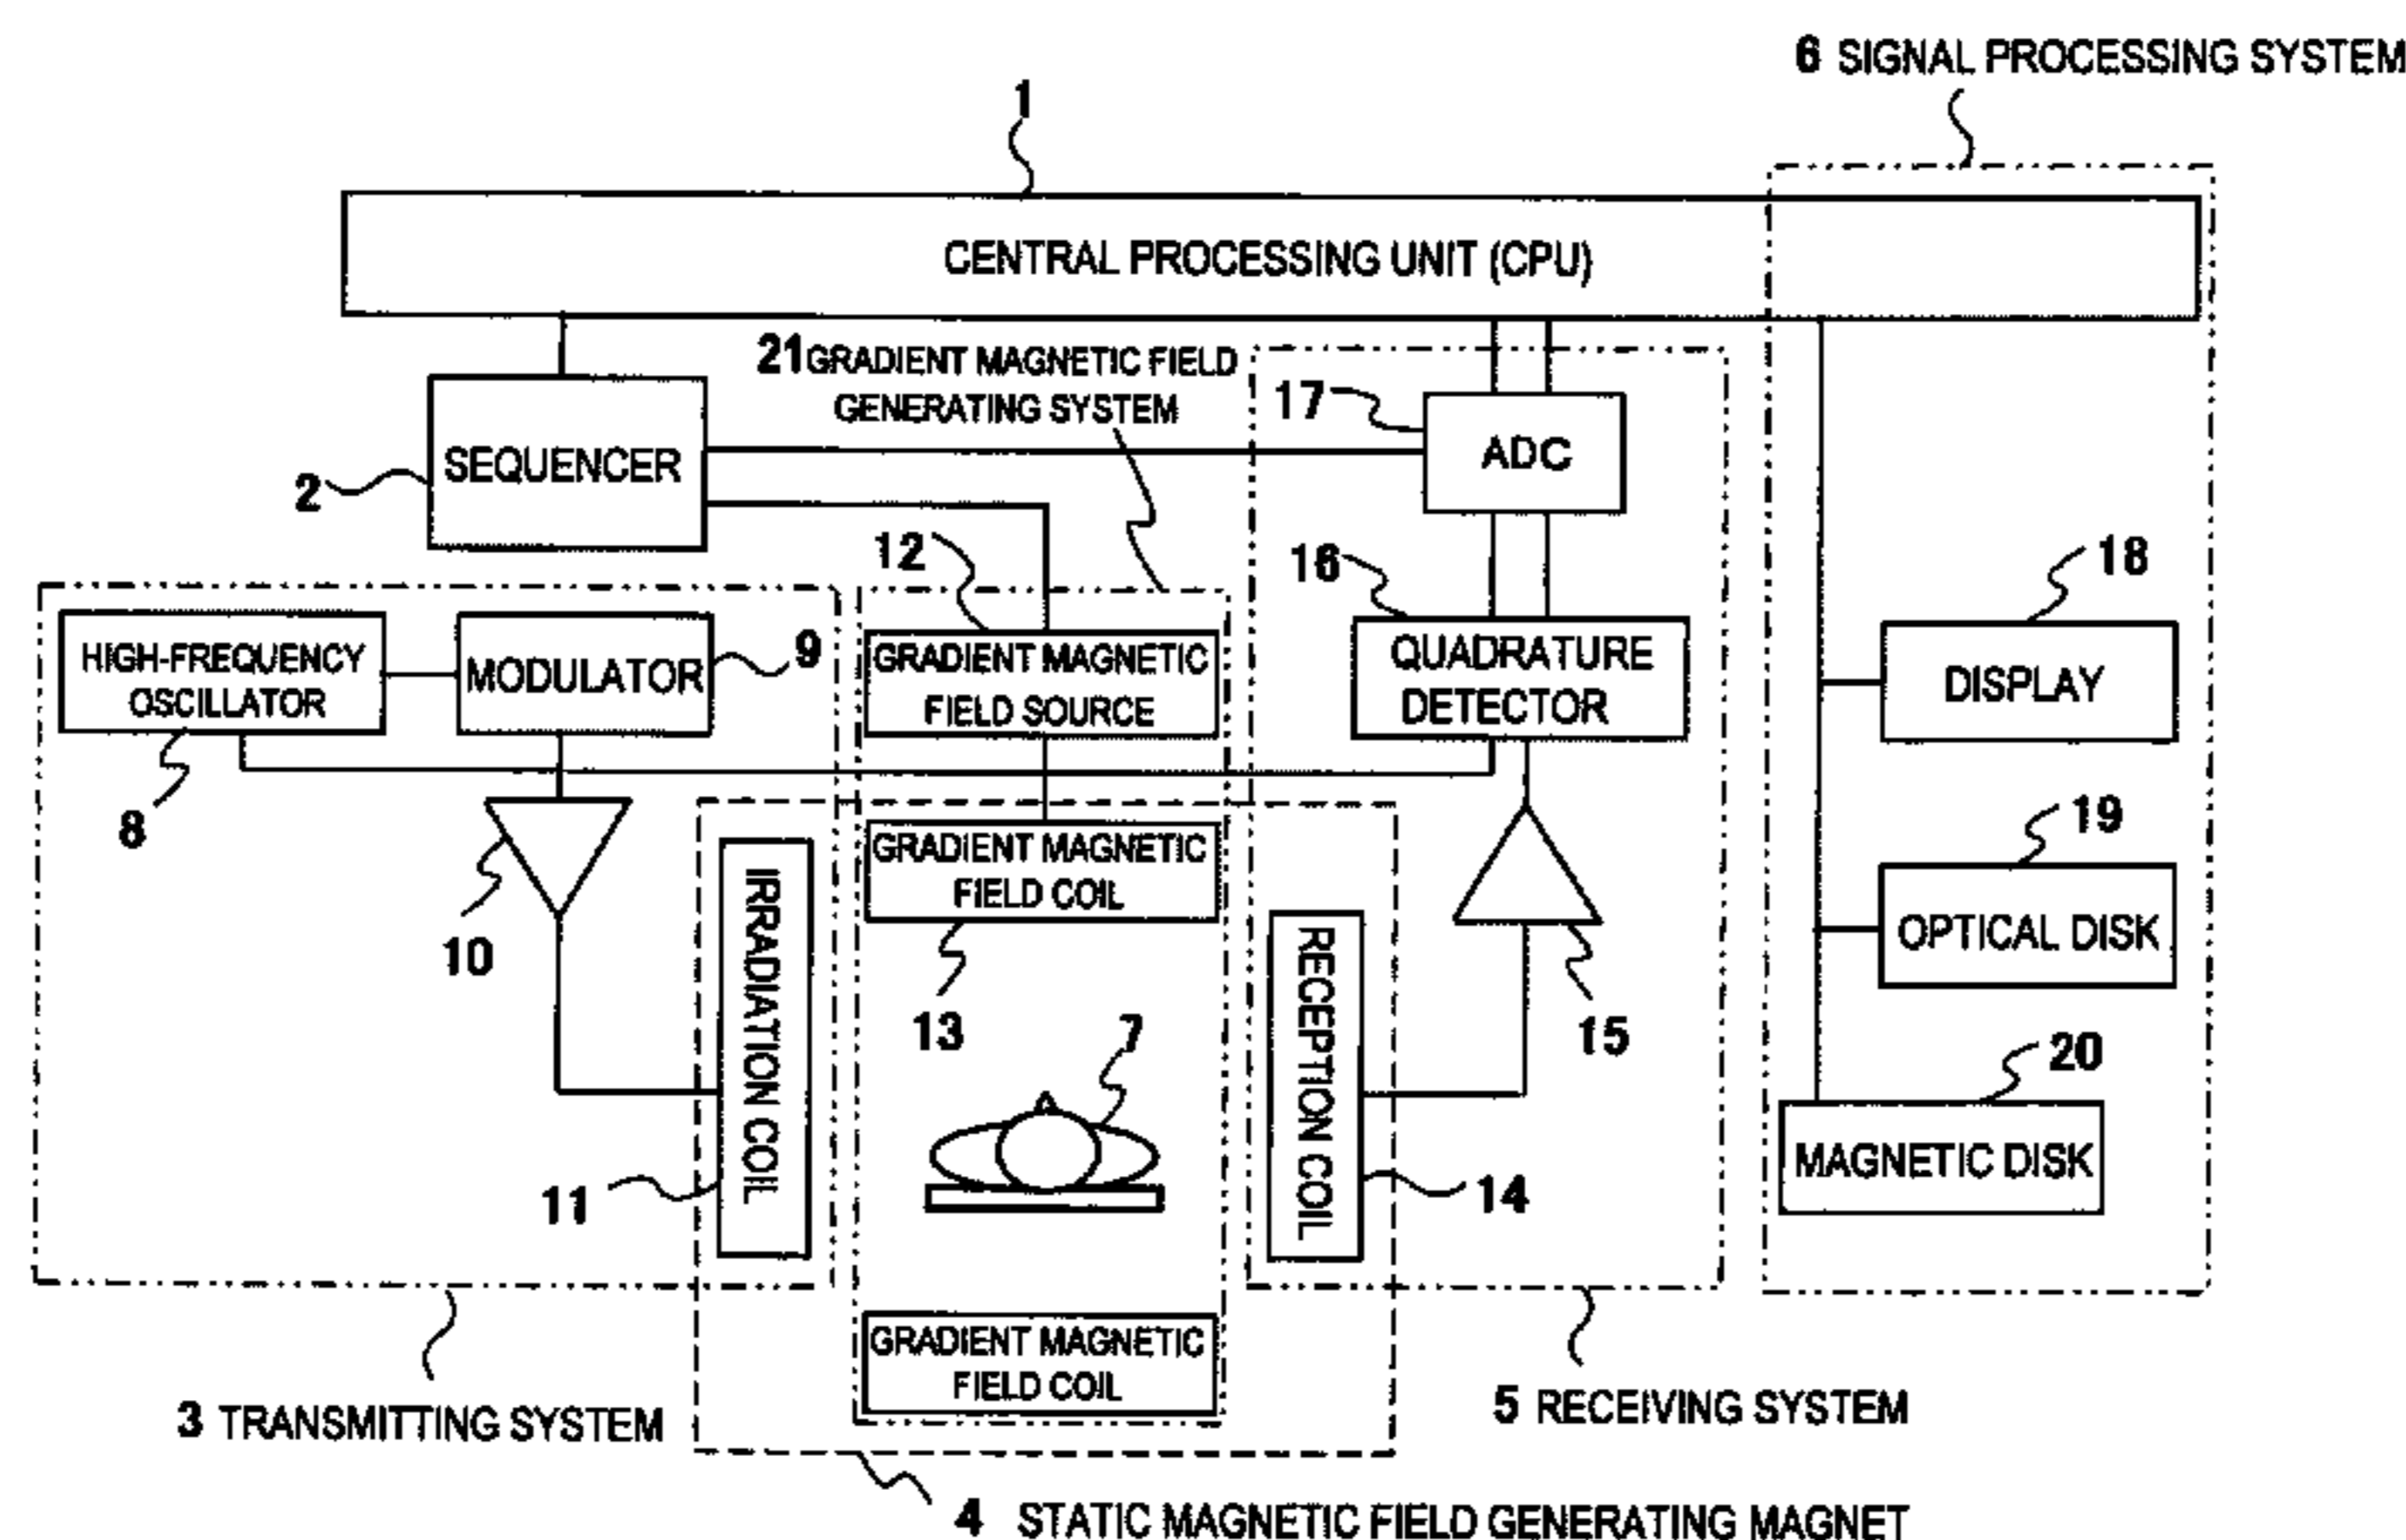 6 SIGNAL PROCESSING SYSTEM
1
CENTRAL PROCESSING UNIT (CPU)
21 GRADIENT MAGNETIC FIELD
GENERATING SYSTEM
17
ADC
SEQUENCER
2
12
16
18
HIGH-FREQUENCY
OSCILLATOR
MODULATOR
9
GRADIENT MAGNETIC
FIELD SOURCE
QUADRATURE
DETECTOR
DISPLAY
8
10
GRADIENT MAGNETIC
FIELD COIL
19
OPTICAL DISK
IRRADIATION COIL
13
7
RECEPTION COIL
15
20
MAGNETIC DISK
11
14
GRADIENT MAGNETIC
FIELD COIL
3 TRANSMITTING SYSTEM
5 RECEIVING SYSTEM
4 STATIC MAGNETIC FIELD GENERATING MAGNET